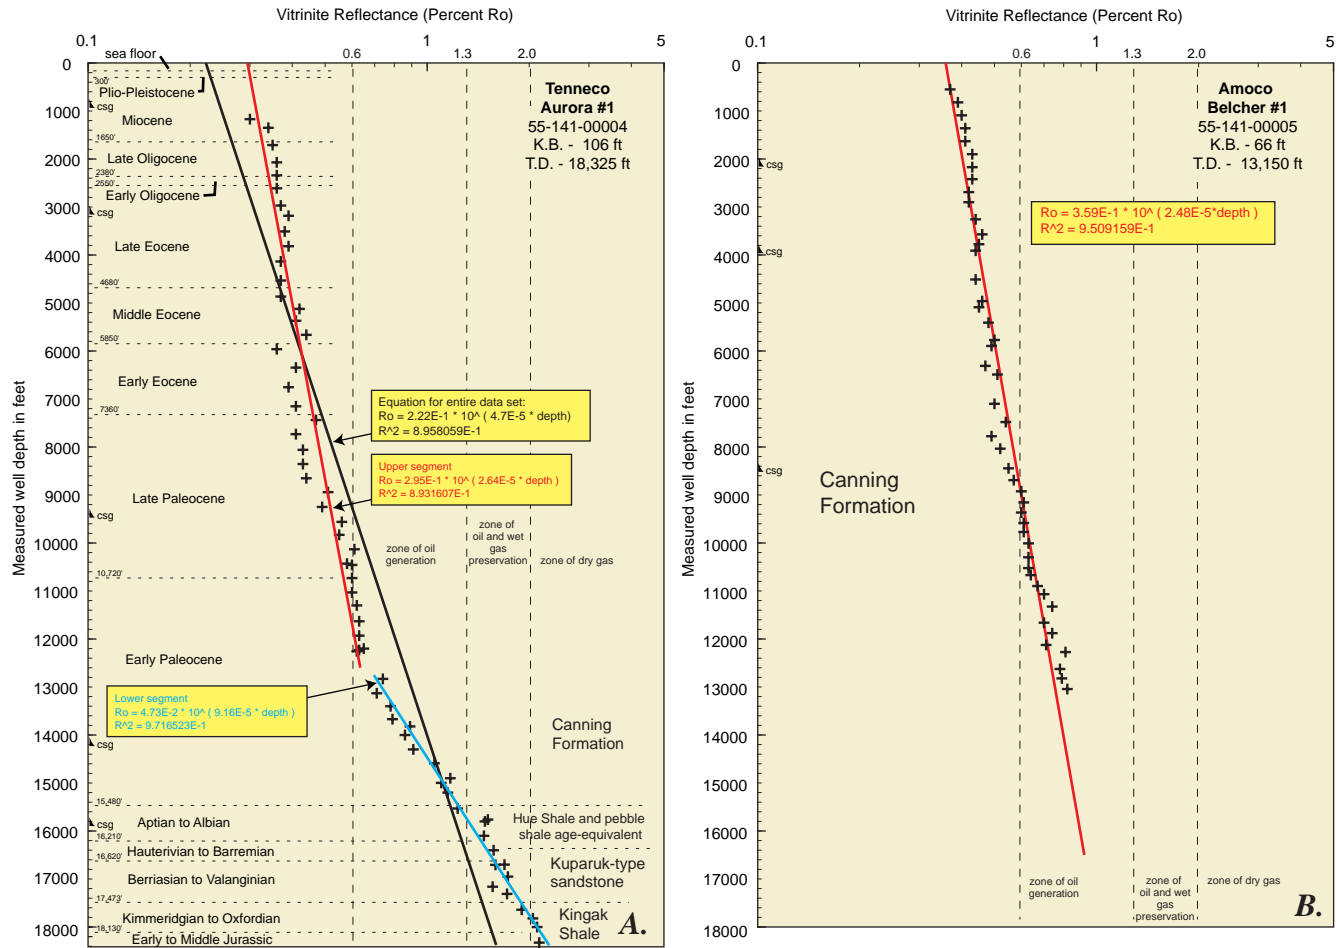 Vitrinite Reflectance (Percent Ro)
0.1
0.6
1
1.3
2.0
5
sea floor
Measured well depth in feet
0
1000
2000
3000
4000
5000
6000
7000
8000
9000
10000
11000
12000
13000
14000
15000
16000
17000
18000
300'
Plio-Pleistocene
csg
Miocene
1650'
Late Oligocene
2380'
2550'
Early Oligocene
csg
Late Eocene
4680'
Middle Eocene
5850'
Early Eocene
7360'
Late Paleocene
csg
10,720'
Early Paleocene
csg
15,480'
Aptian to Albian
csg
16,210'
Hauterivian to Barremian
16,620'
Berriasian to Valanginian
17,473'
Kimmeridgian to Oxfordian
18,130'
Early to Middle Jurassic
Tenneco
Aurora #1
55-141-00004
K.B. - 106 ft
T.D. - 18,325 ft
Equation for entire data set:
Ro = 2.22E-1 * 10^ ( 4.7E-5 * depth)
R^2 = 8.958059E-1
Upper segment
Ro = 2.95E-1 * 10^ ( 2.64E-5 * depth )
R^2 = 8.931607E-1
zone of oil
generation
zone of
oil and wet
gas
preservation
zone of dry gas
Lower segment
Ro = 4.73E-2 * 10^ ( 9.16E-5 * depth )
R^2 = 9.716523E-1
Canning
Formation
Hue Shale and pebble
shale age-equivalent
Kuparuk-type
sandstone
Kingak
Shale
A.
Vitrinite Reflectance (Percent Ro)
0.1
0.6
1
1.3
2.0
5
Measured well depth in feet
0
1000
2000
3000
4000
5000
6000
7000
8000
9000
10000
11000
12000
13000
14000
15000
16000
17000
18000
csg
csg
csg
Amoco
Belcher #1
55-141-00005
K.B. - 66 ft
T.D. - 13,150 ft
Ro = 3.59E-1 * 10^ ( 2.48E-5*depth )
R^2 = 9.509159E-1
Canning
Formation
zone of oil
generation
zone of
oil and wet
gas
preservation
zone of dry gas
B.